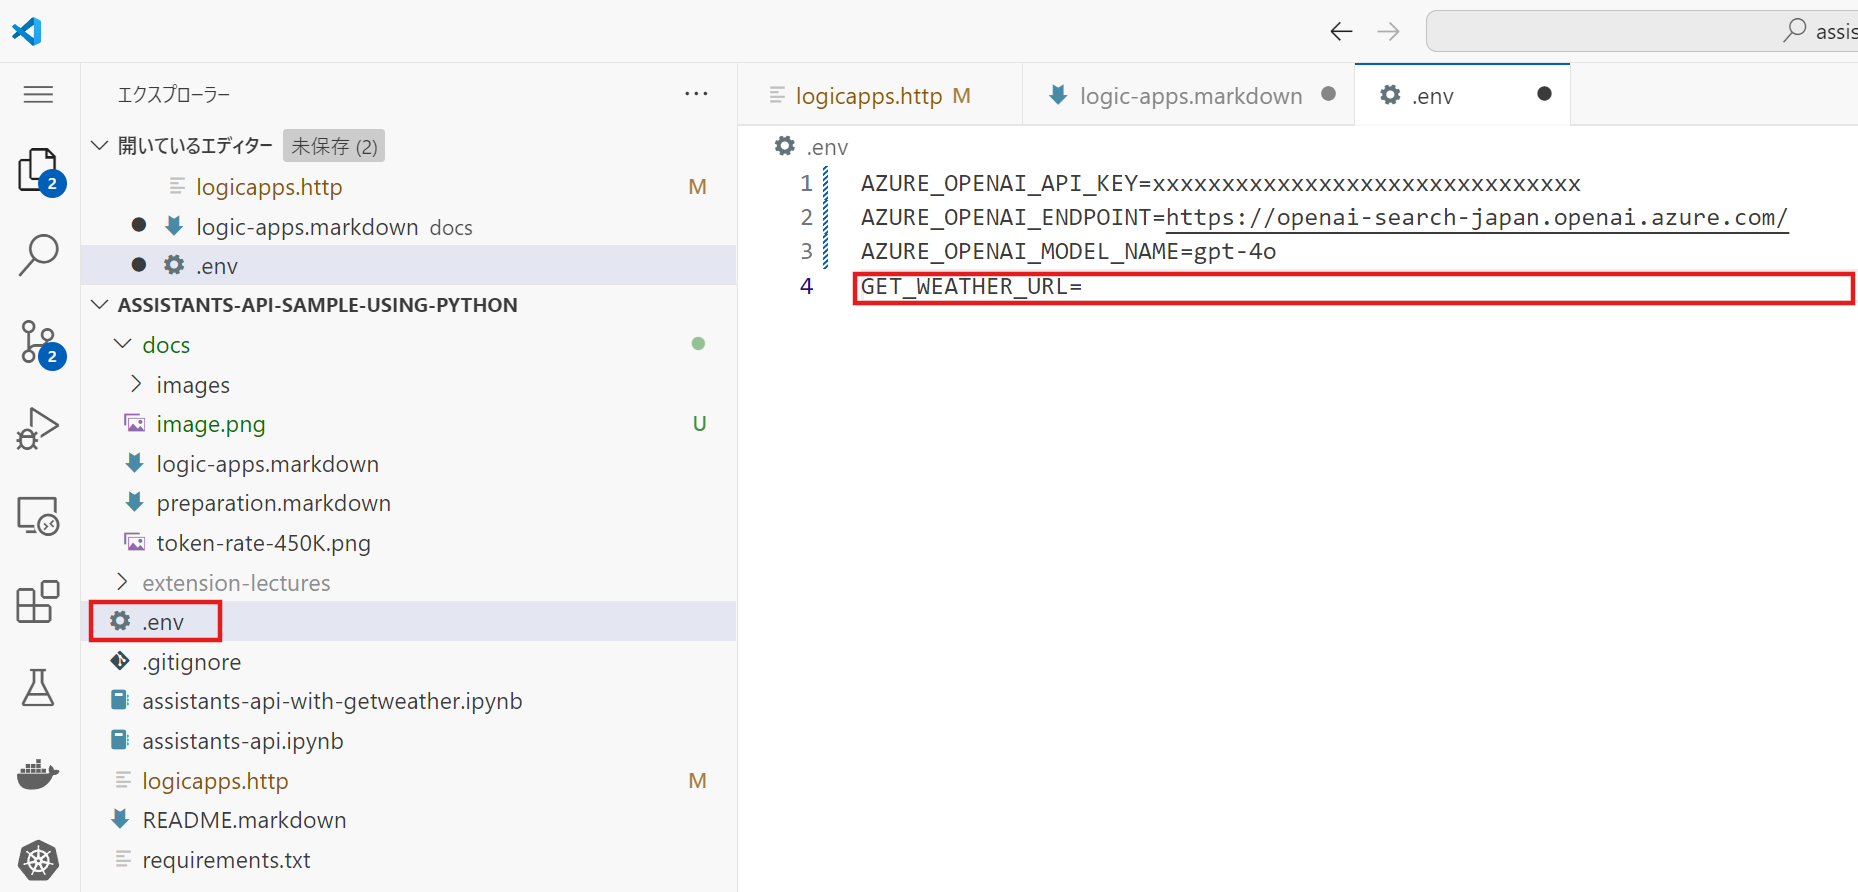 assis
エクスプローラー
開いているエディター 未保存 (2)
logicapps.http M
logic-apps.markdown docs
.env
ASSISTANTS-API-SAMPLE-USING-PYTHON
docs
images
image.png U
logic-apps.markdown
preparation.markdown
token-rate-450K.png
extension-lectures
.env
.gitignore
assistants-api-with-getweather.ipynb
assistants-api.ipynb
logicapps.http M
README.markdown
requirements.txt
2
2
logicapps.http M
logic-apps.markdown
.env
.env
1 AZURE_OPENAI_API_KEY=xxxxxxxxxxxxxxxxxxxxxxxxxxxxxxx
2 AZURE_OPENAI_ENDPOINT=https://openai-search-japan.openai.azure.com/
3 AZURE_OPENAI_MODEL_NAME=gpt-4o
4 GET_WEATHER_URL=